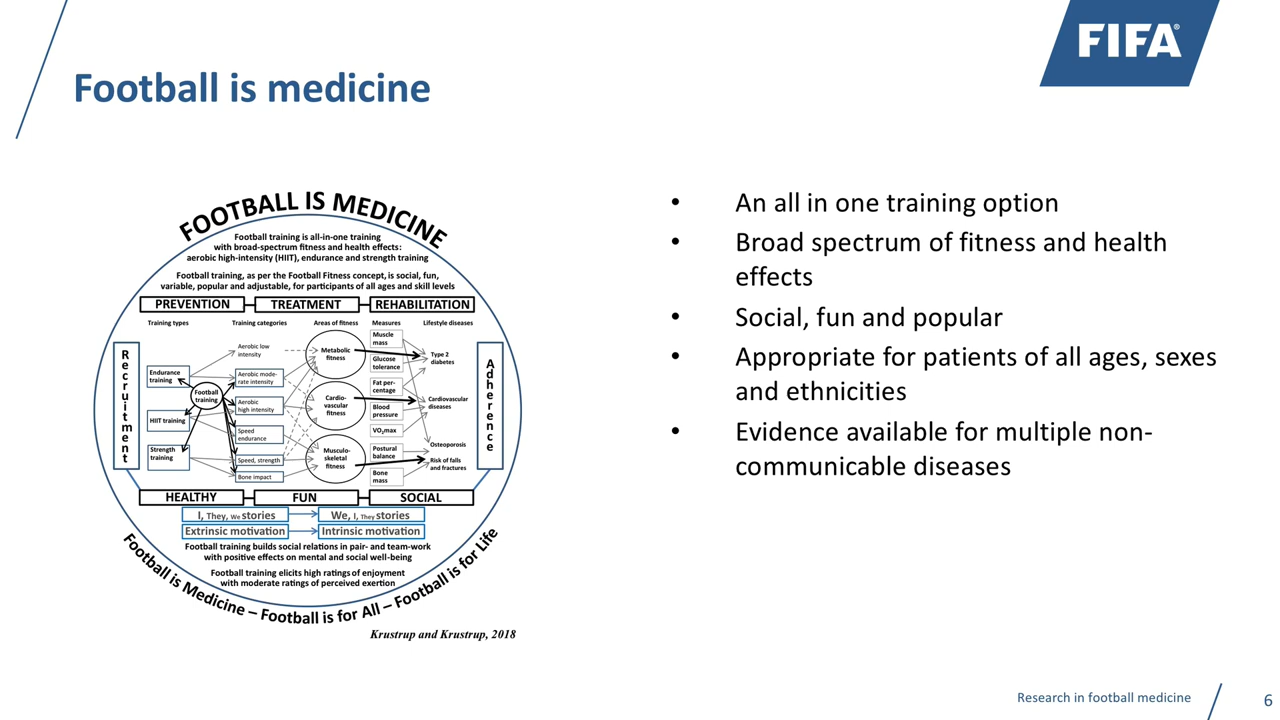 FIFA®
Football is medicine
FOOTBALL IS MEDICINE
Football training is all-in-one training
with broad-spectrum fitness and health effects:
aerobic high-intensity (HIIT), endurance and strength training
Football training, as per the Football Fitness concept, is social, fun,
variable, popular and adjustable, for participants of all ages and skill levels
PREVENTION
TREATMENT
REHABILITATION
Training types
Training categories
Areas of fitness
Measures
Lifestyle diseases
Recruitment
Endurance
training
HIIT training
Strength
training
Football
training
Aerobic low
intensity
Aerobic mode-
rate intensity
Aerobic
high intensity
Speed
endurance
Speed, strength
Bone impact
Metabolic
fitness
Cardio-
vascular
fitness
Musculo-
skeletal
fitness
Muscle
mass
Glucose
tolerance
Fat per-
centage
Blood
pressure
VO2max
Postural
balance
Bone
mass
Type 2
diabetes
Cardiovascular
diseases
Osteoporosis
Risk of falls
and fractures
Adherence
HEALTHY
FUN
SOCIAL
I, They, We stories
We, I, They stories
Extrinsic motivation
Intrinsic motivation
Football training builds social relations in pair- and team-work
with positive effects on mental and social well-being
Football training elicits high ratings of enjoyment
with moderate ratings of perceived exertion
Football is Medicine – Football is for All – Football is for Life
Krustrup and Krustrup, 2018
• An all in one training option
• Broad spectrum of fitness and health
effects
• Social, fun and popular
• Appropriate for patients of all ages, sexes
and ethnicities
• Evidence available for multiple non-
communicable diseases
Research in football medicine
6